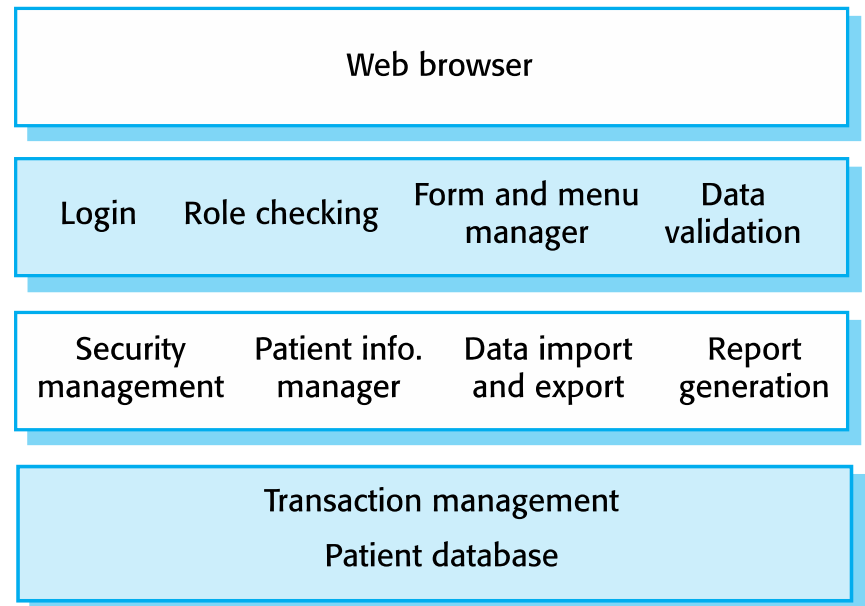 Web browser
Login
Role checking
Form and menu
manager
Data
validation
Security
management
Patient info.
manager
Data import
and export
Report
generation
Transaction management
Patient database